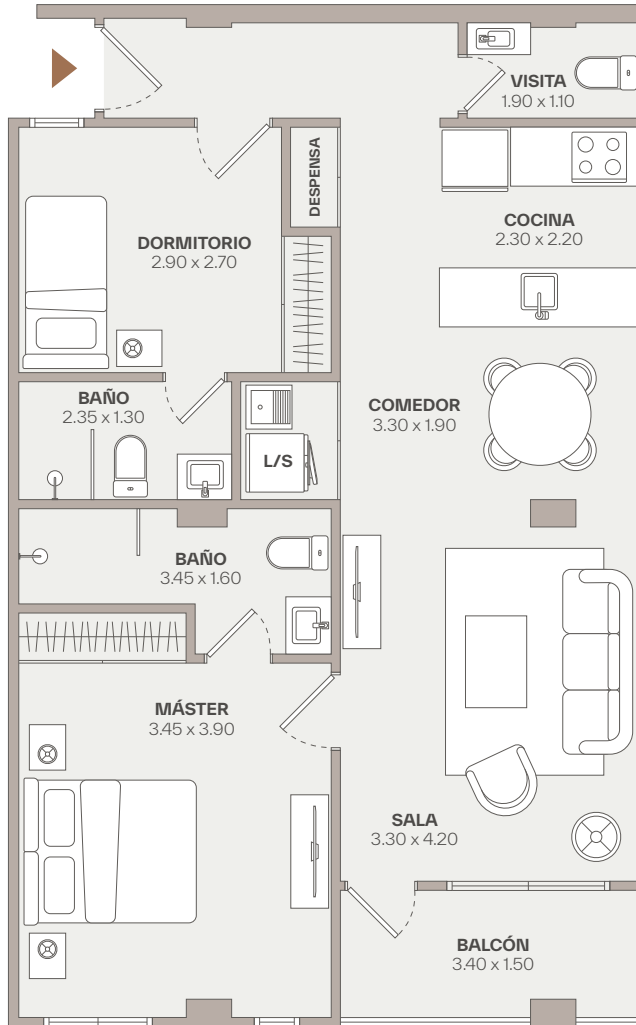 VISITA
1.90 x 1.10
DESPENSA
COCINA
2.30 x 2.20
DORMITORIO
2.90 x 2.70
BAÑO
2.35 x 1.30
COMEDOR
3.30 x 1.90
L/S
BAÑO
3.45 x 1.60
MÁSTER
3.45 x 3.90
SALA
3.30 x 4.20
BALCÓN
3.40 x 1.50